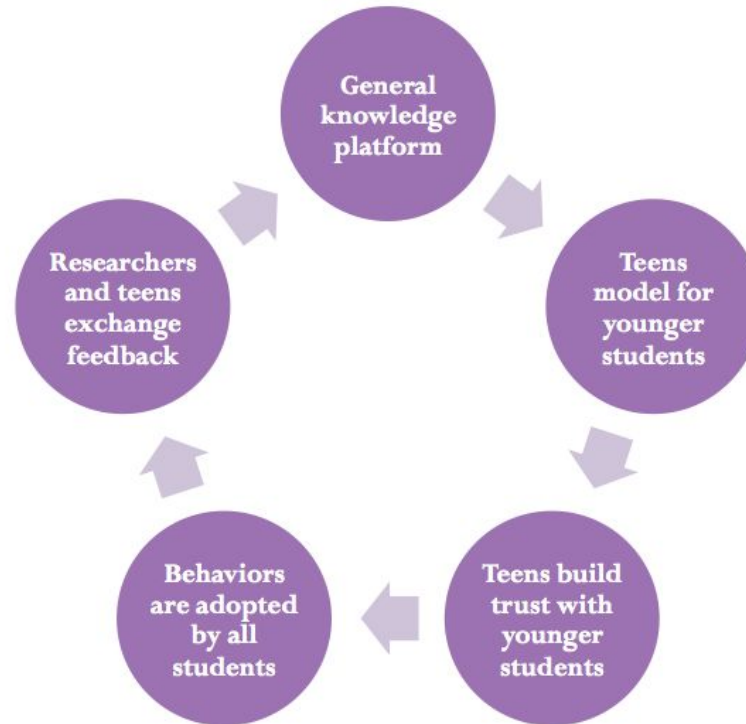 General
knowledge
platform
Teens
model for
younger
students
Teens build
trust with
younger
students
Behaviors
are adopted
by all
students
Researchers
and teens
exchange
feedback